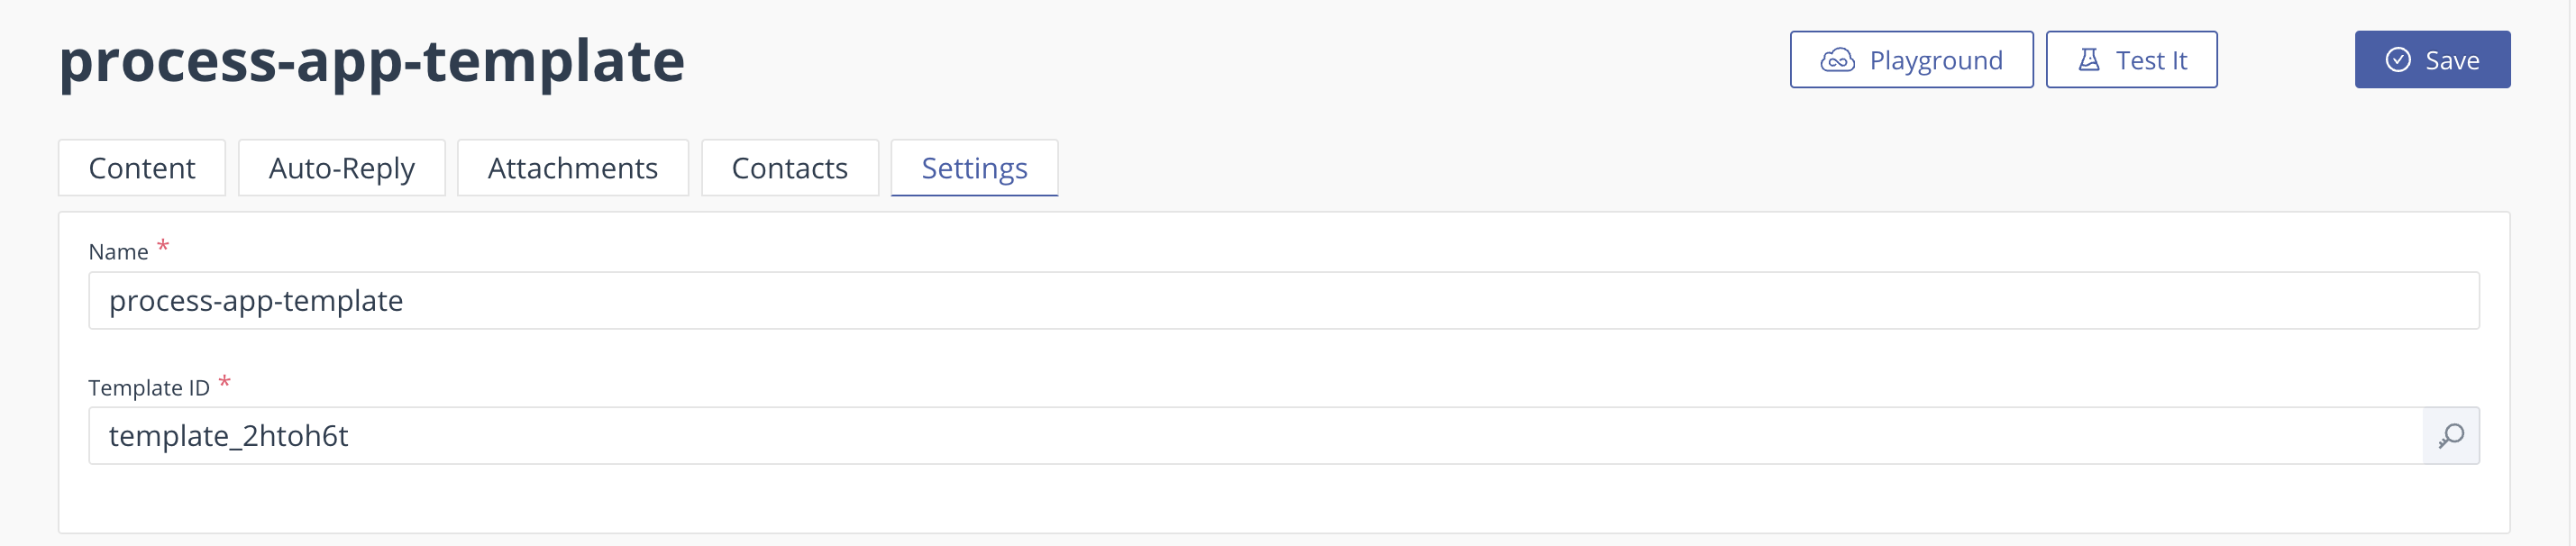 process-app-template
Playground
Test It
Save
Content
Auto-Reply
Attachments
Contacts
Settings
Name *
process-app-template
Template ID *
template_2htoh6t